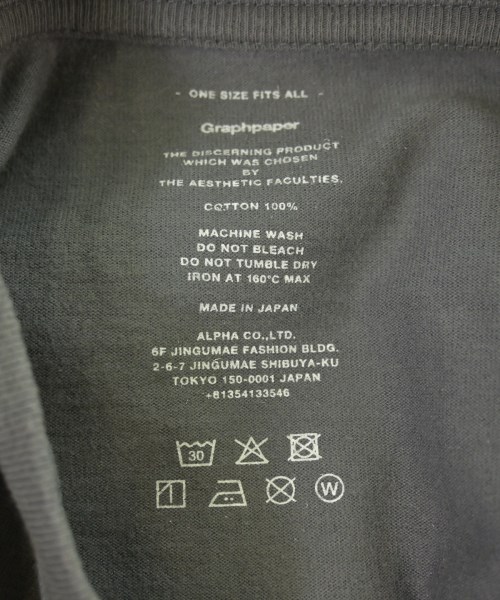 - ONE SIZE FITS ALL -
Graphpaper
THE DISCERNING PRODUCT
WHICH WAS CHOSEN
BY
THE AESTHETIC FACULTIES.
COTTON 100%
MACHINE WASH
DO NOT BLEACH
DO NOT TUMBLE DRY
IRON AT 160°C MAX
MADE IN JAPAN
ALPHA CO.,LTD.
6F JINGUMAE FASHION BLDG.
2-6-7 JINGUMAE SHIBUYA-KU
TOKYO 150-0001 JAPAN
+81354133546
30
W